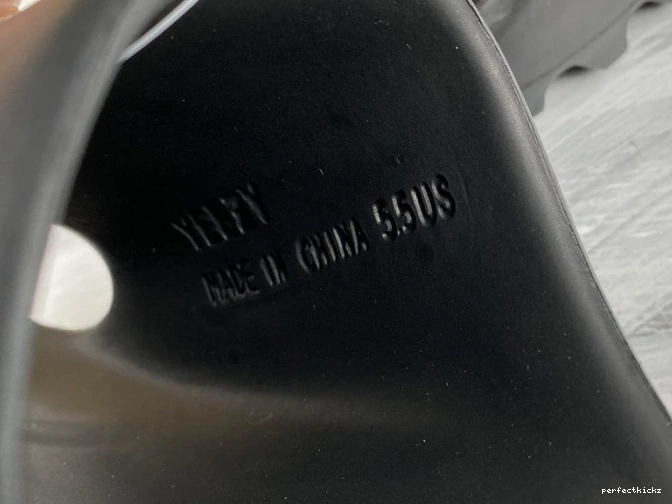 YEEZY
MADE IN CHINA 5.5US
perfectkickz